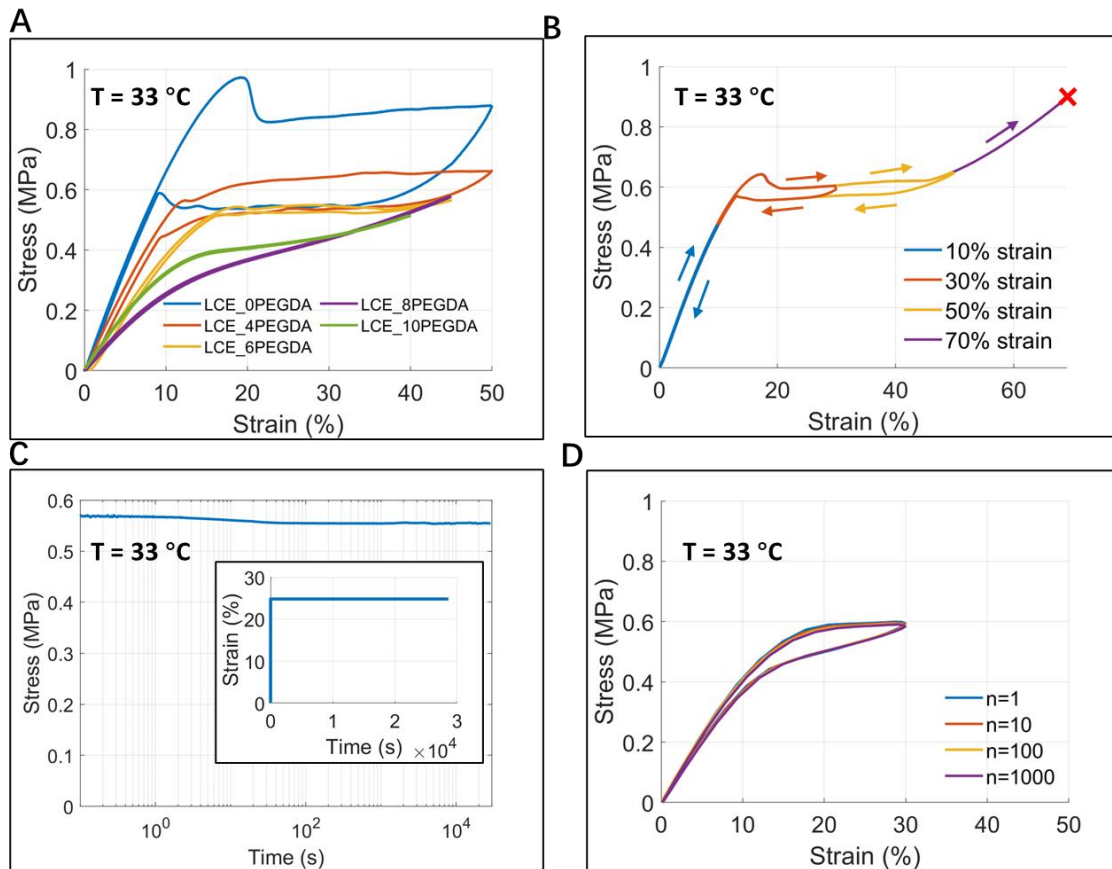 A
T = 33 °C
1
0.8
0.6
0.4
0.2
0
Stress (MPa)
LCE_0PEGDA LCE_8PEGDA
LCE_4PEGDA LCE_10PEGDA
LCE_6PEGDA
0 10 20 30 40 50
Strain (%)
B
T = 33 °C
1
0.8
0.6
0.4
0.2
0
Stress (MPa)
10% strain
30% strain
50% strain
70% strain
0 20 40 60
Strain (%)
C
0.6
0.5
0.4
0.3
0.2
0.1
0
Stress (MPa)
T = 33 °C
30
20
10
0
Strain (%)
0 1 2 3
Time (s) ×10⁴
10⁰ 10² 10⁴
Time (s)
D
T = 33 °C
1
0.8
0.6
0.4
0.2
0
Stress (MPa)
n=1
n=10
n=100
n=1000
0 10 20 30 40 50
Strain (%)